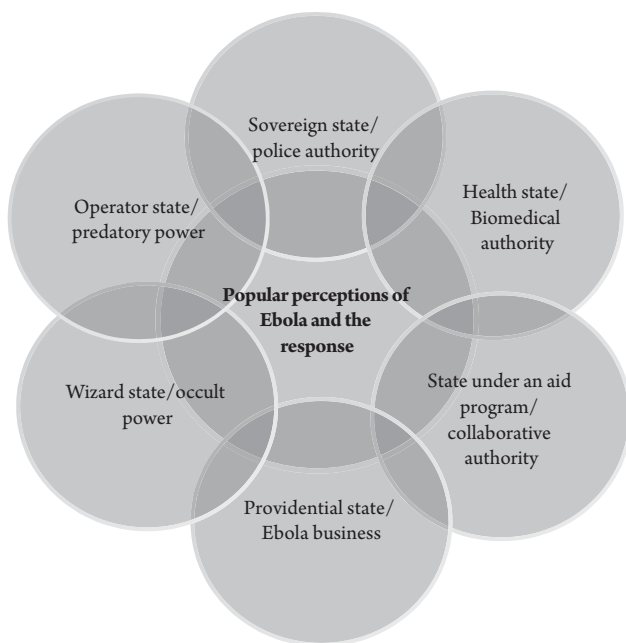 Sovereign state/
police authority
Operator state/
predatory power
Health state/
Biomedical
authority
Popular perceptions of
Ebola and the
response
Wizard state/occult
power
State under an aid
program/
collaborative
authority
Providential state/
Ebola business